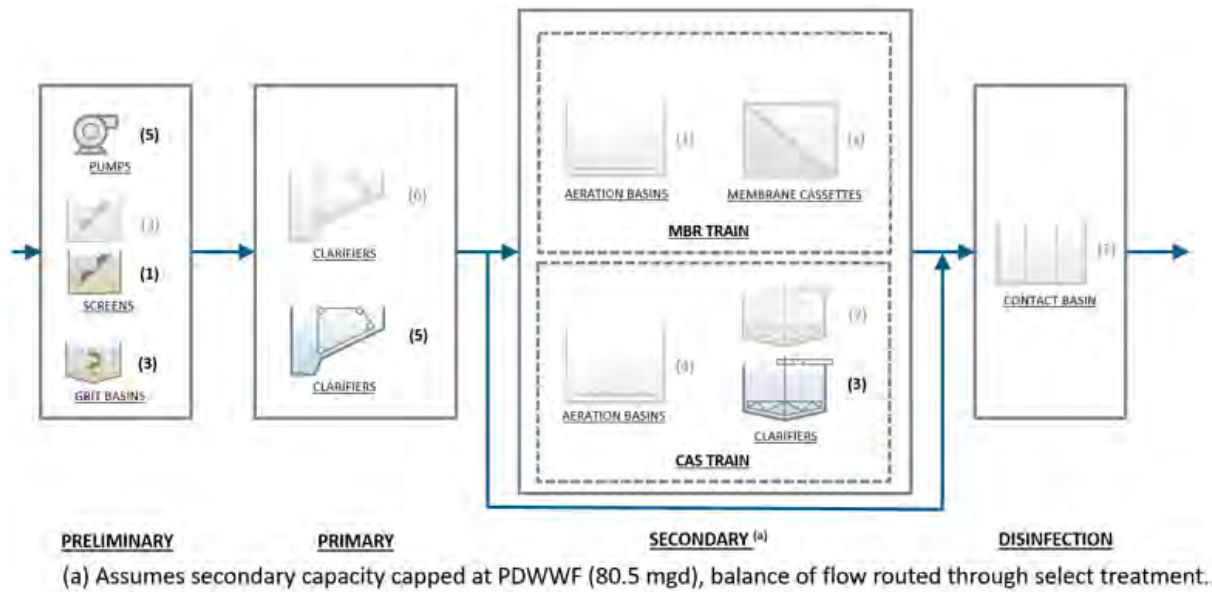 (5)
PUMPS
(1)
SCREENS
(3)
GRIT BASINS
CLARIFIERS
(5)
CLARIFIERS
AERATION BASINS
MEMBRANE CASSETTES
MBR TRAIN
AERATION BASINS
(3)
CLARIFIERS
CAS TRAIN
CONTACT BASIN
PRELIMINARY
PRIMARY
SECONDARY (a)
DISINFECTION
(a) Assumes secondary capacity capped at PDWWF (80.5 mgd), balance of flow routed through select treatment.